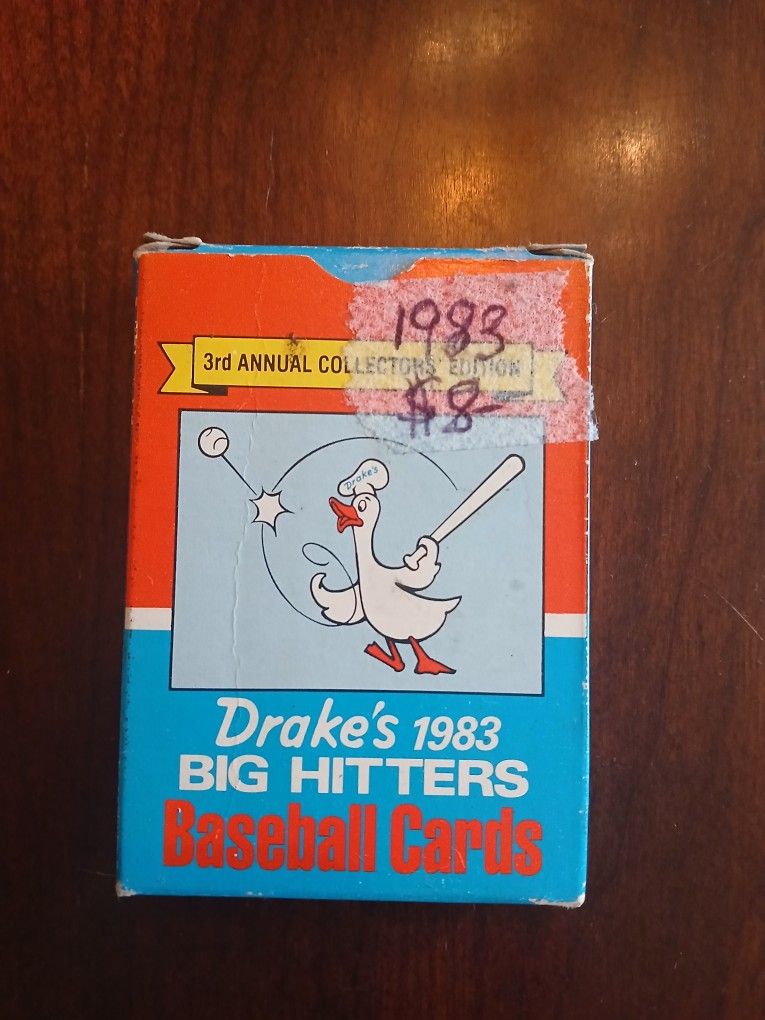 1983
3rd ANNUAL COLLECTORS' EDITION
$8-
Drake's
Drake's 1983
BIG HITTERS
Baseball Cards